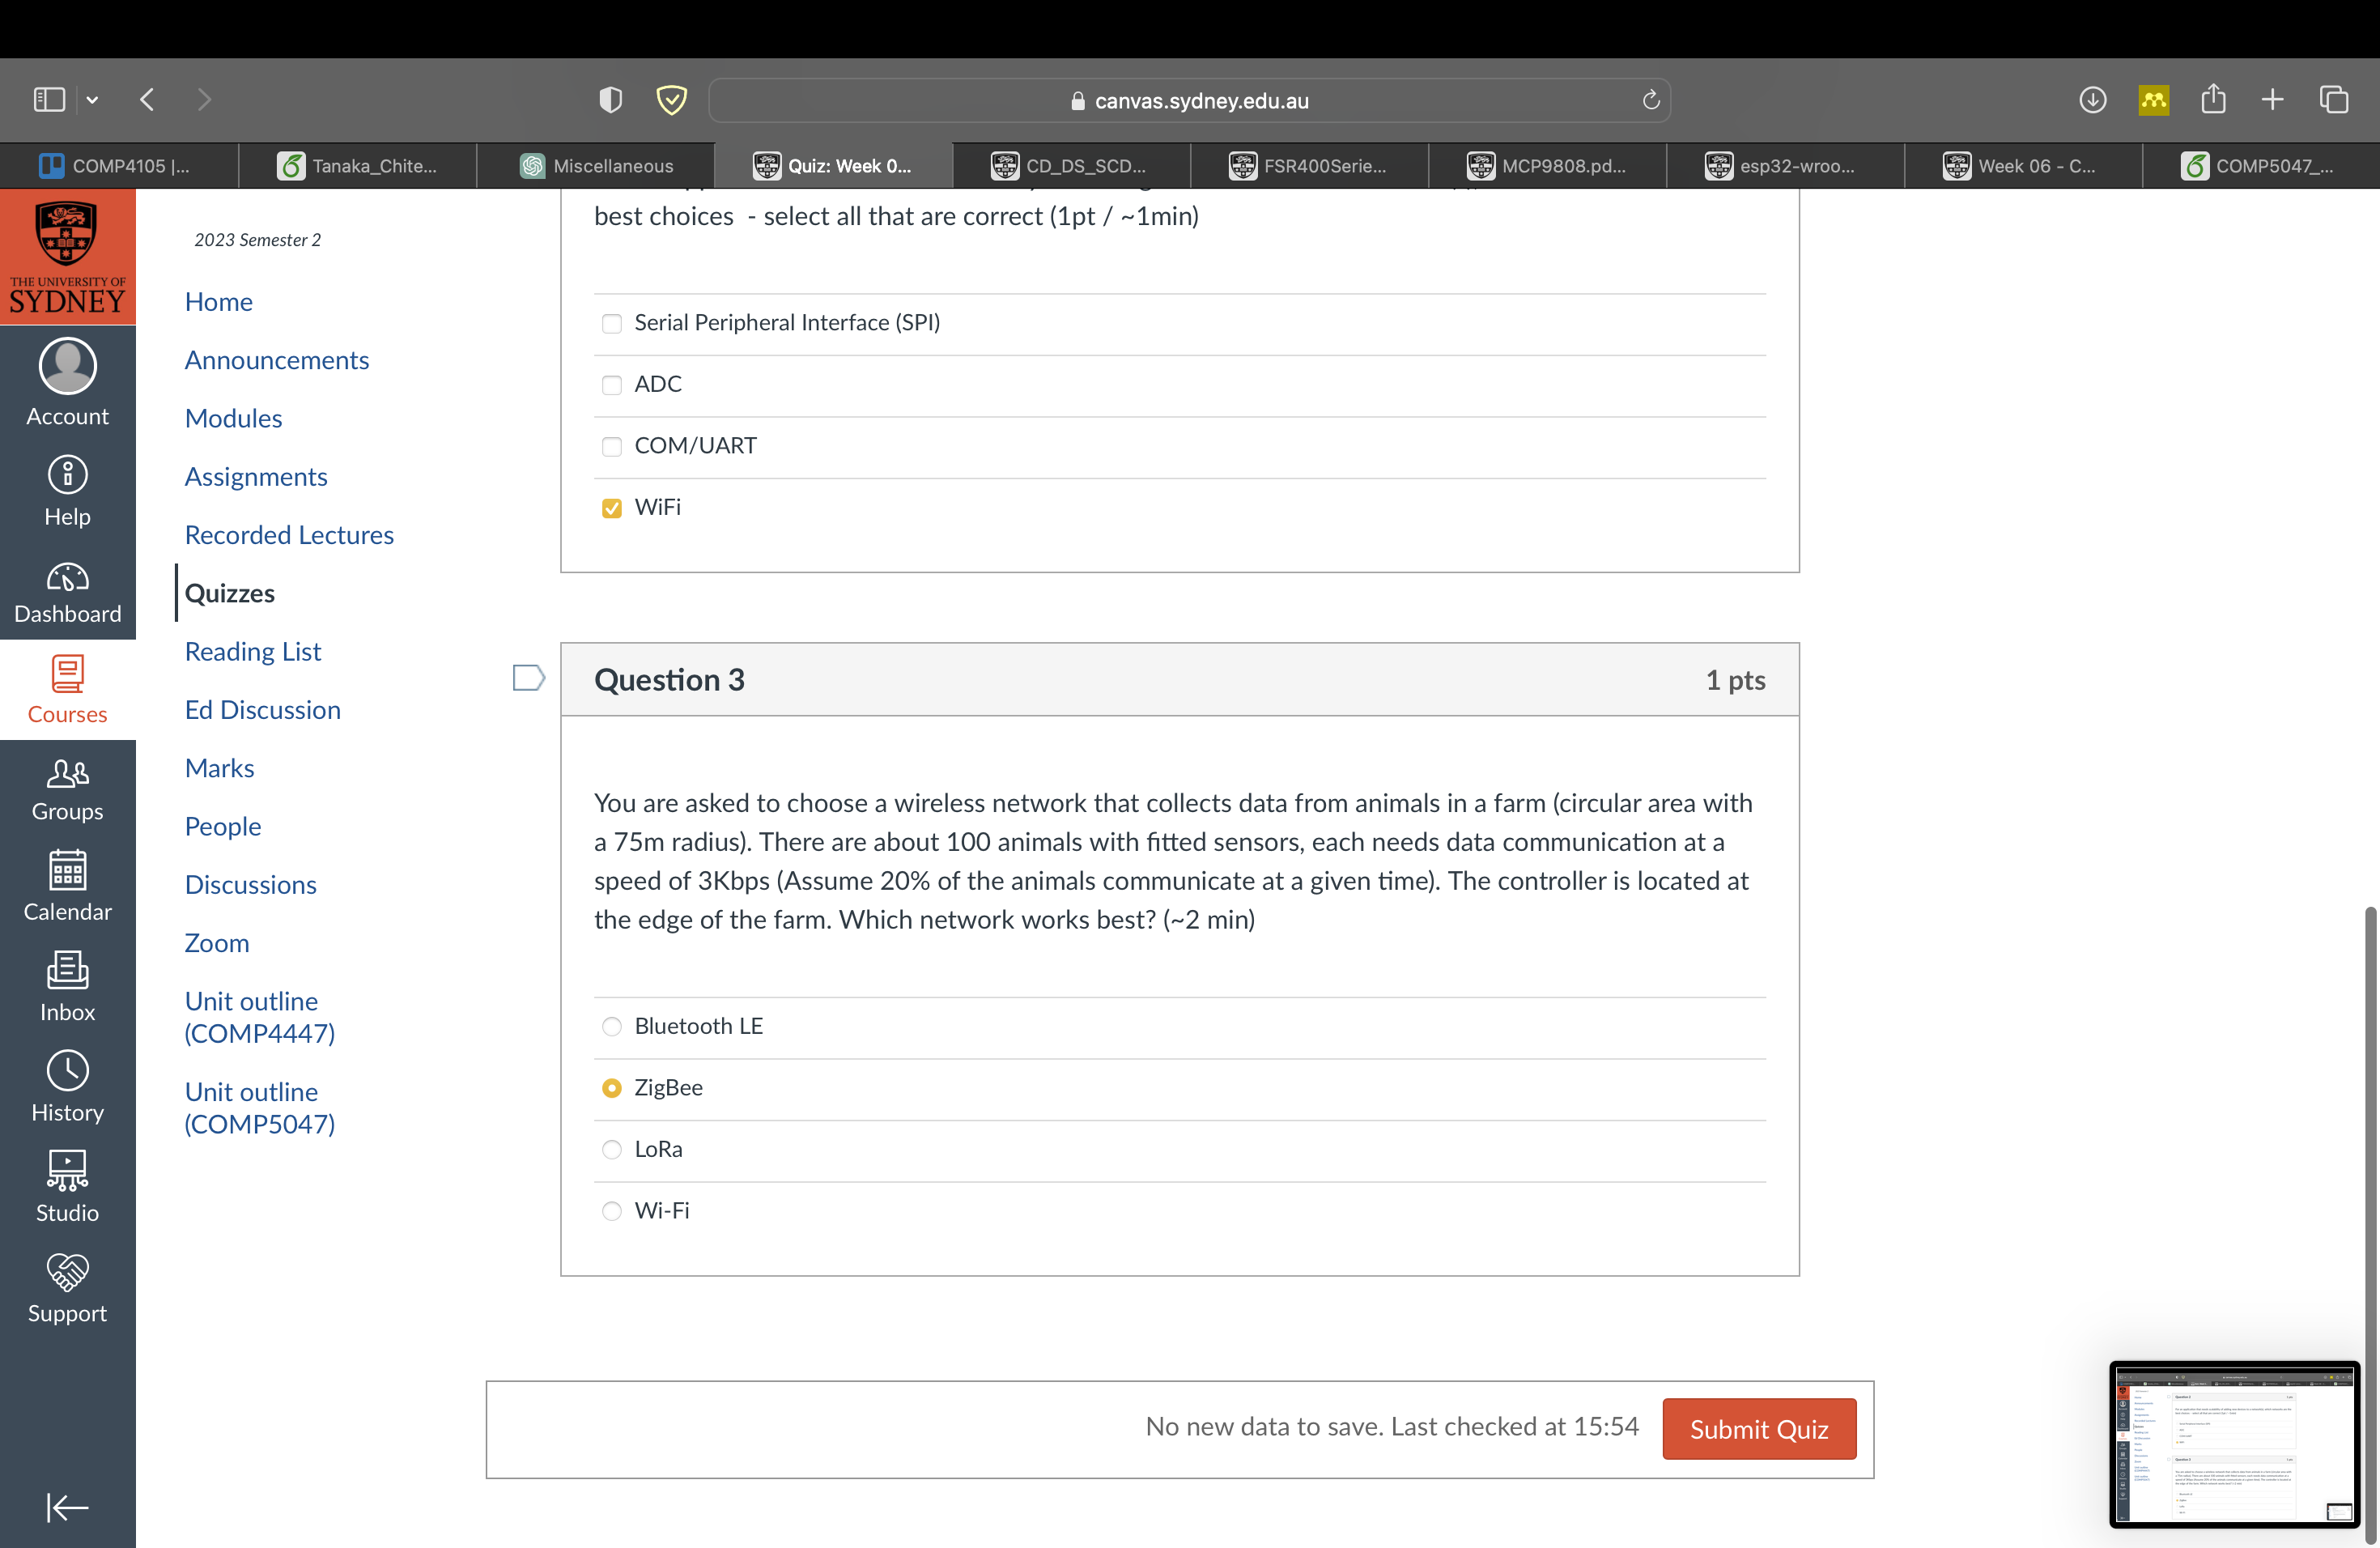 canvas.sydney.edu.au
COMP4105 |...
Tanaka_Chite...
Miscellaneous
Quiz: Week 0...
CD_DS_SCD...
FSR400Serie...
MCP9808.pd...
esp32-wroo...
Week 06 - C...
COMP5047_...
THE UNIVERSITY OF
SYDNEY
Account
Help
Dashboard
Courses
Groups
Calendar
Inbox
History
Studio
Support
2023 Semester 2
Home
Announcements
Modules
Assignments
Recorded Lectures
Quizzes
Reading List
Ed Discussion
Marks
People
Discussions
Zoom
Unit outline
(COMP4447)
Unit outline
(COMP5047)
best choices - select all that are correct (1pt / ~1min)
Serial Peripheral Interface (SPI)
ADC
COM/UART
WiFi
Question 3
1 pts
You are asked to choose a wireless network that collects data from animals in a farm (circular area with
a 75m radius). There are about 100 animals with fitted sensors, each needs data communication at a
speed of 3Kbps (Assume 20% of the animals communicate at a given time). The controller is located at
the edge of the farm. Which network works best? (~2 min)
Bluetooth LE
ZigBee
LoRa
Wi-Fi
No new data to save. Last checked at 15:54
Submit Quiz